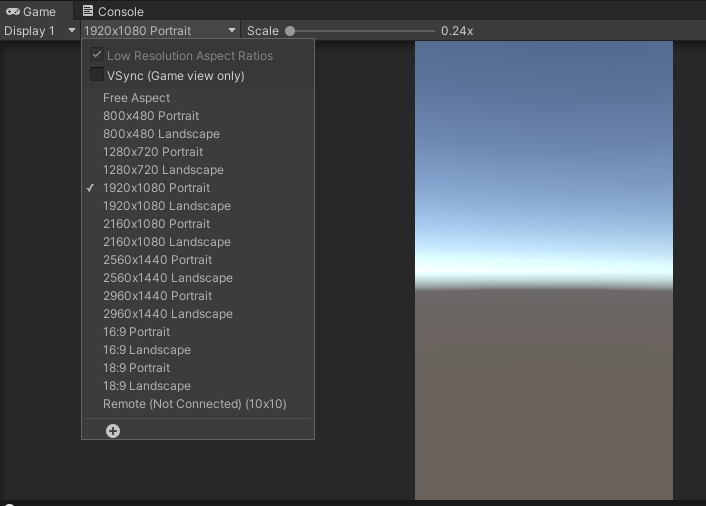 Game Console
Display 1 1920x1080 Portrait Scale 0.24x
Low Resolution Aspect Ratios
VSync (Game view only)
Free Aspect
800x480 Portrait
800x480 Landscape
1280x720 Portrait
1280x720 Landscape
1920x1080 Portrait
1920x1080 Landscape
2160x1080 Portrait
2160x1080 Landscape
2560x1440 Portrait
2560x1440 Landscape
2960x1440 Portrait
2960x1440 Landscape
16:9 Portrait
16:9 Landscape
18:9 Portrait
18:9 Landscape
Remote (Not Connected) (10x10)